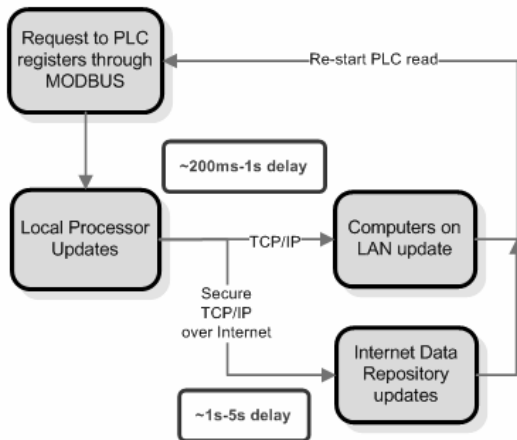 Request to PLC
registers through
MODBUS
Re-start PLC read
~200ms-1s delay
Local Processor
Updates
TCP/IP
Computers on
LAN update
Secure
TCP/IP
over Internet
Internet Data
Repository
updates
~1s-5s delay